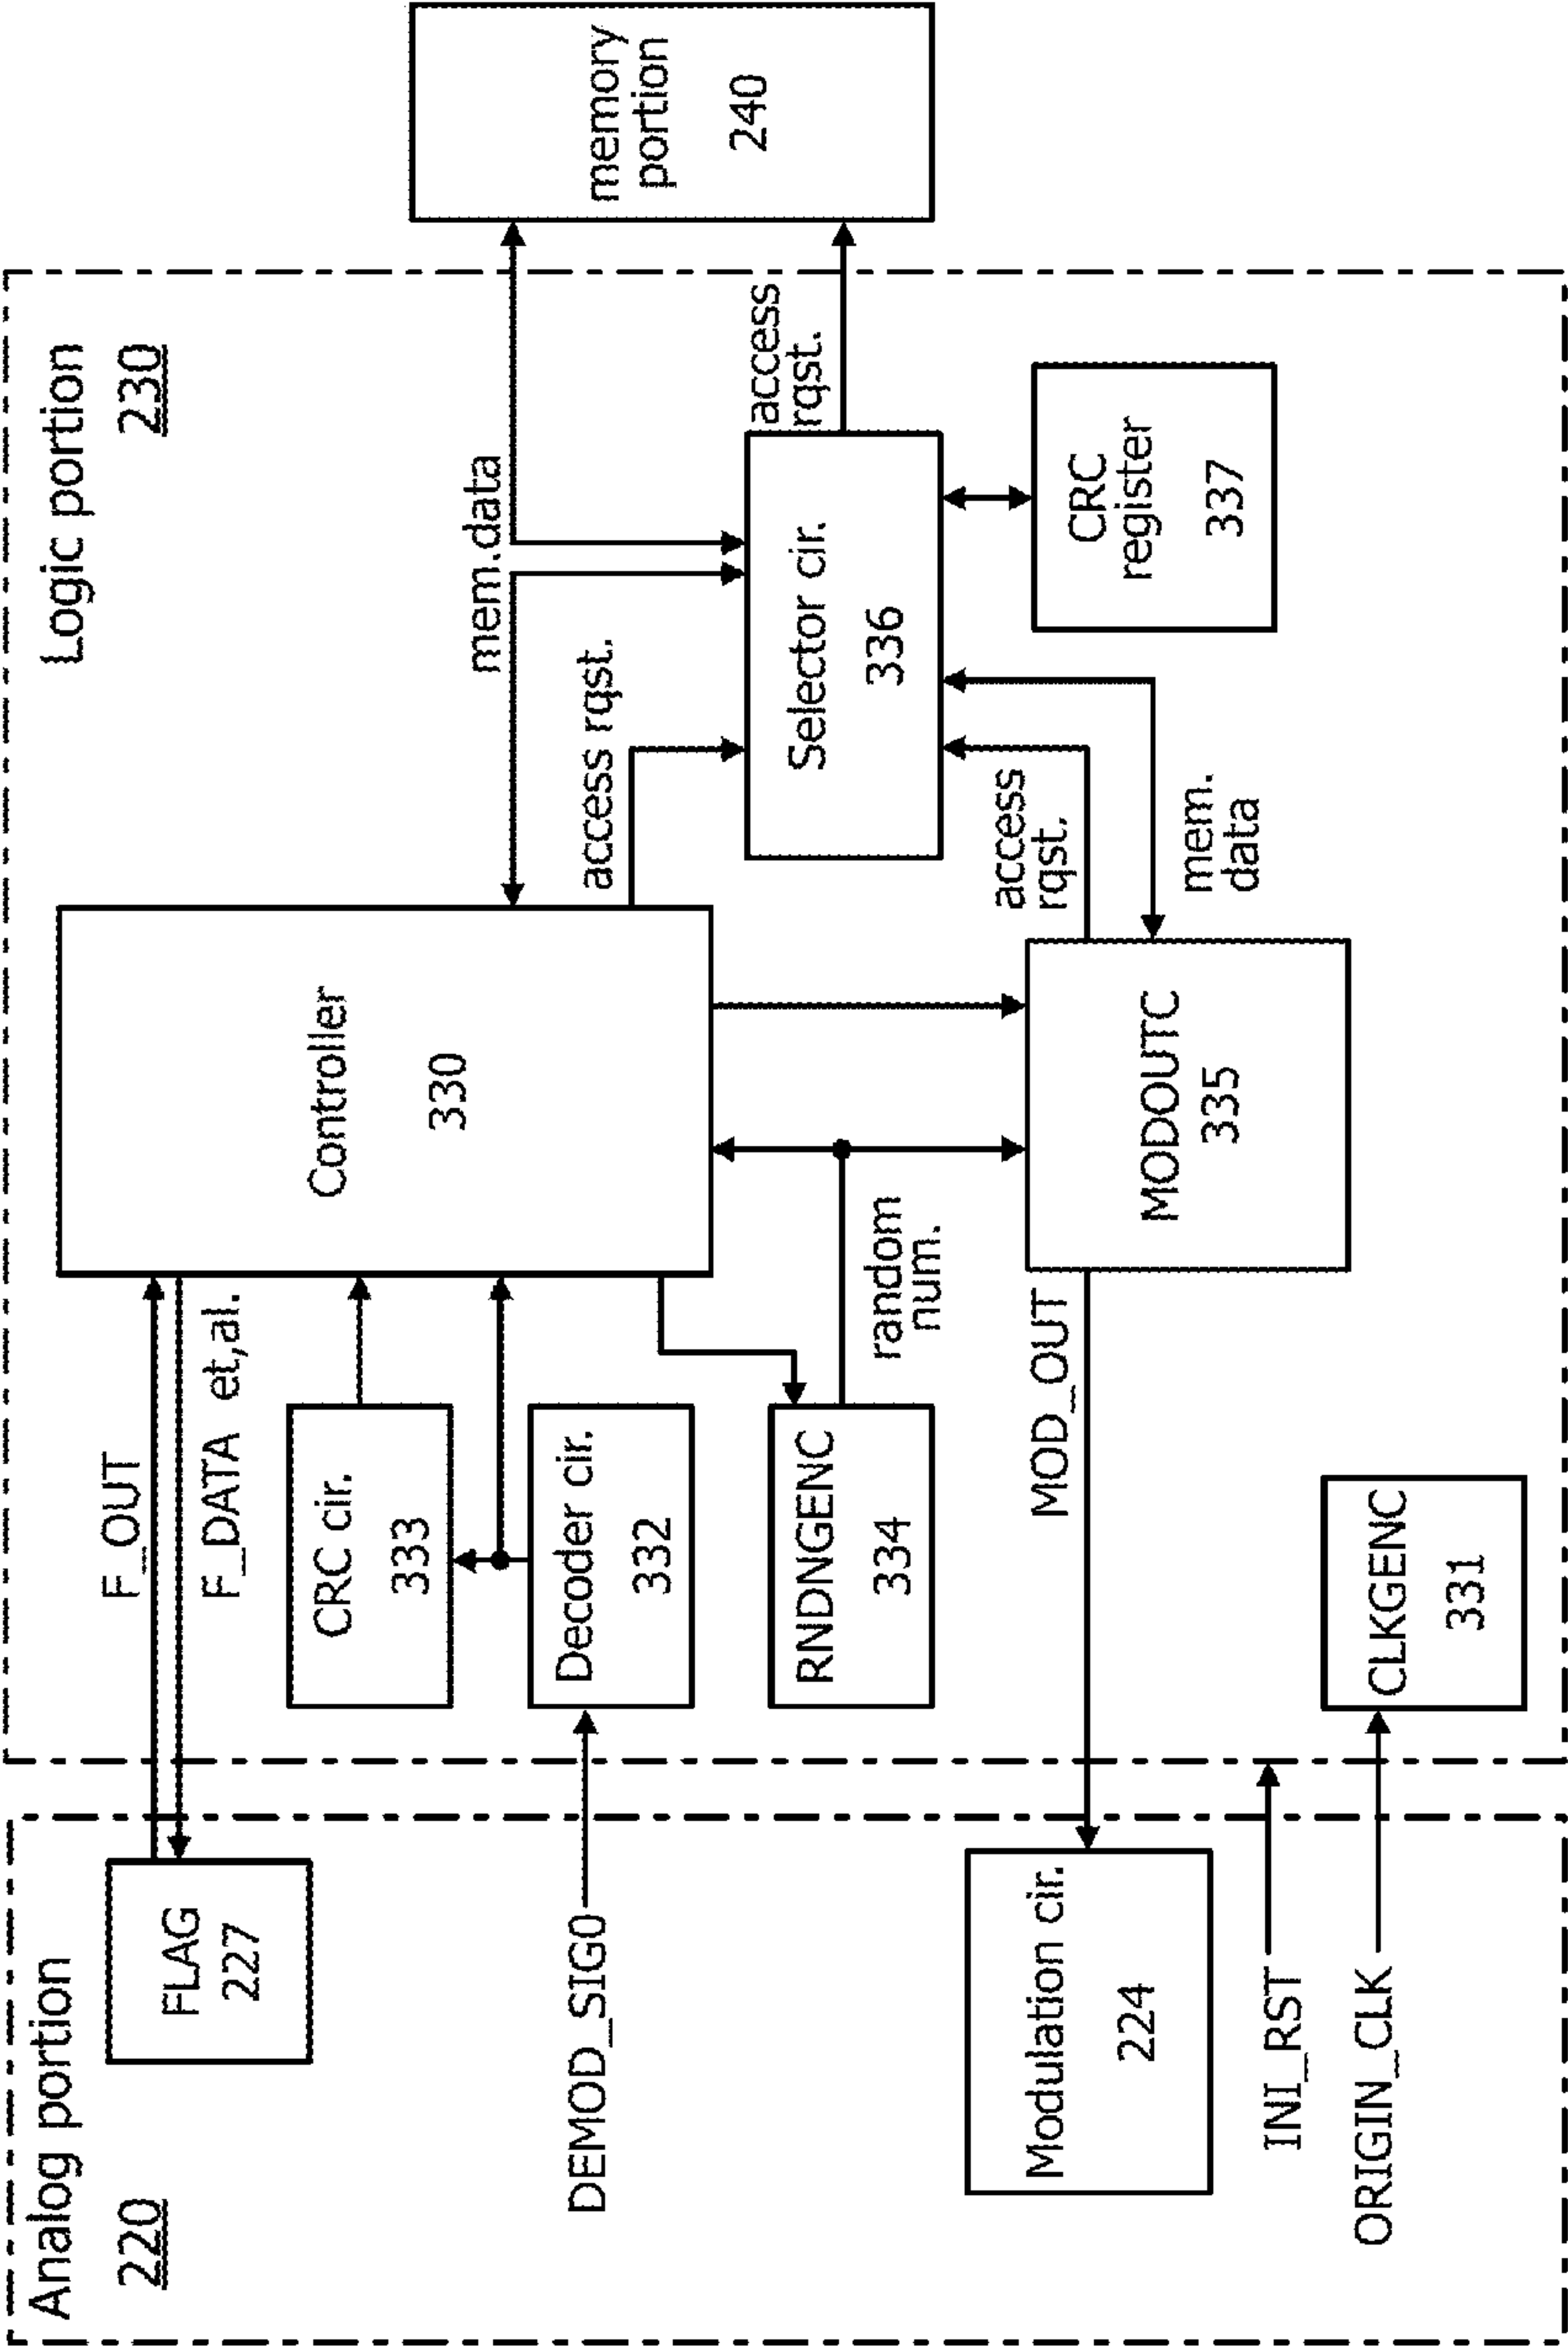 Analog portion
220
FLAG
227
DEMOD_SIG0
Modulation cir.
224
INI_RST
ORIGIN_CLK
Logic portion
230
F_OUT
F_DATA et,al.
CRC cir.
333
Decoder cir.
332
RNDNGENC
334
random
num.
MOD_OUT
CLKGENC
331
Controller
330
MODOUTC
335
mem.data
access rqst.
access
rqst.
mem.
data
Selector cir.
336
access
rqst.
CRC
register
337
memory
portion
240